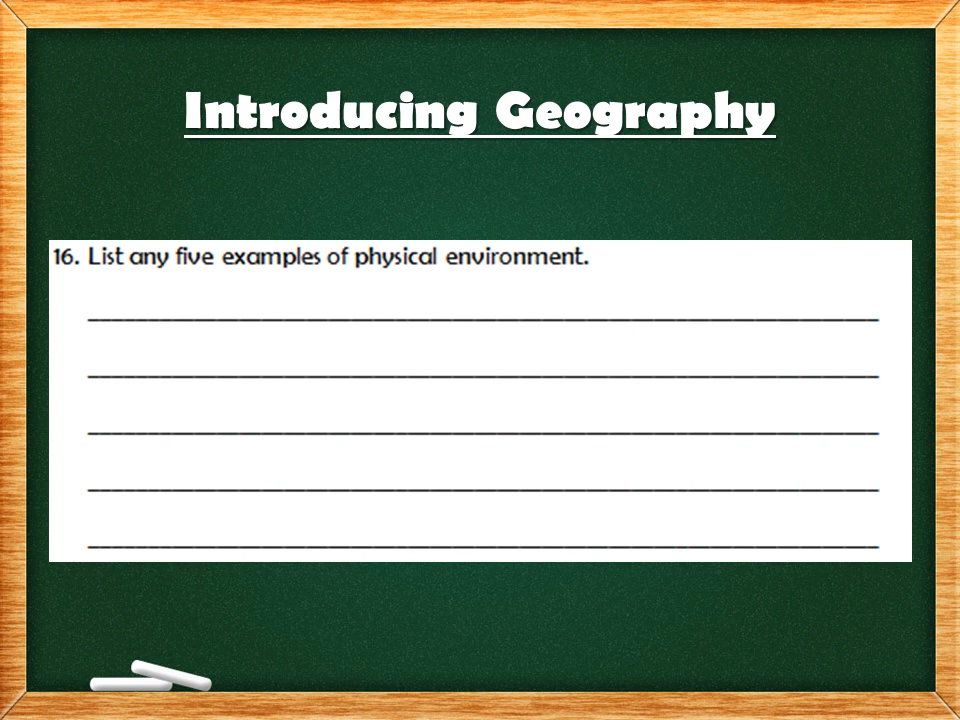 Introducing Geography
16. List any five examples of physical environment.